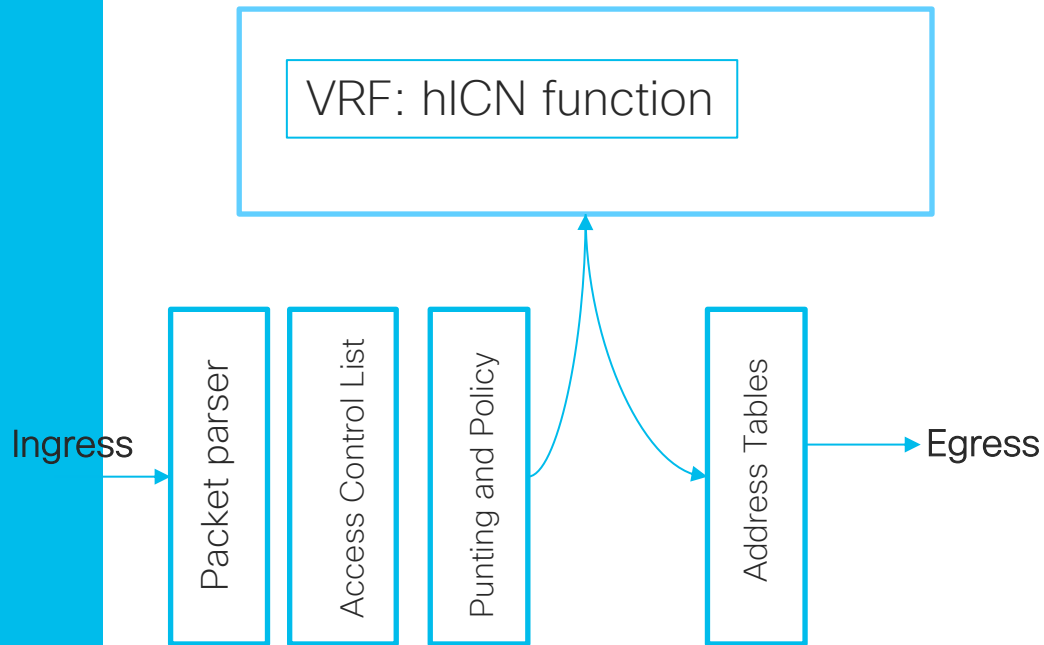 VRF: hICN function
Ingress
Packet parser
Access Control List
Punting and Policy
Address Tables
Egress